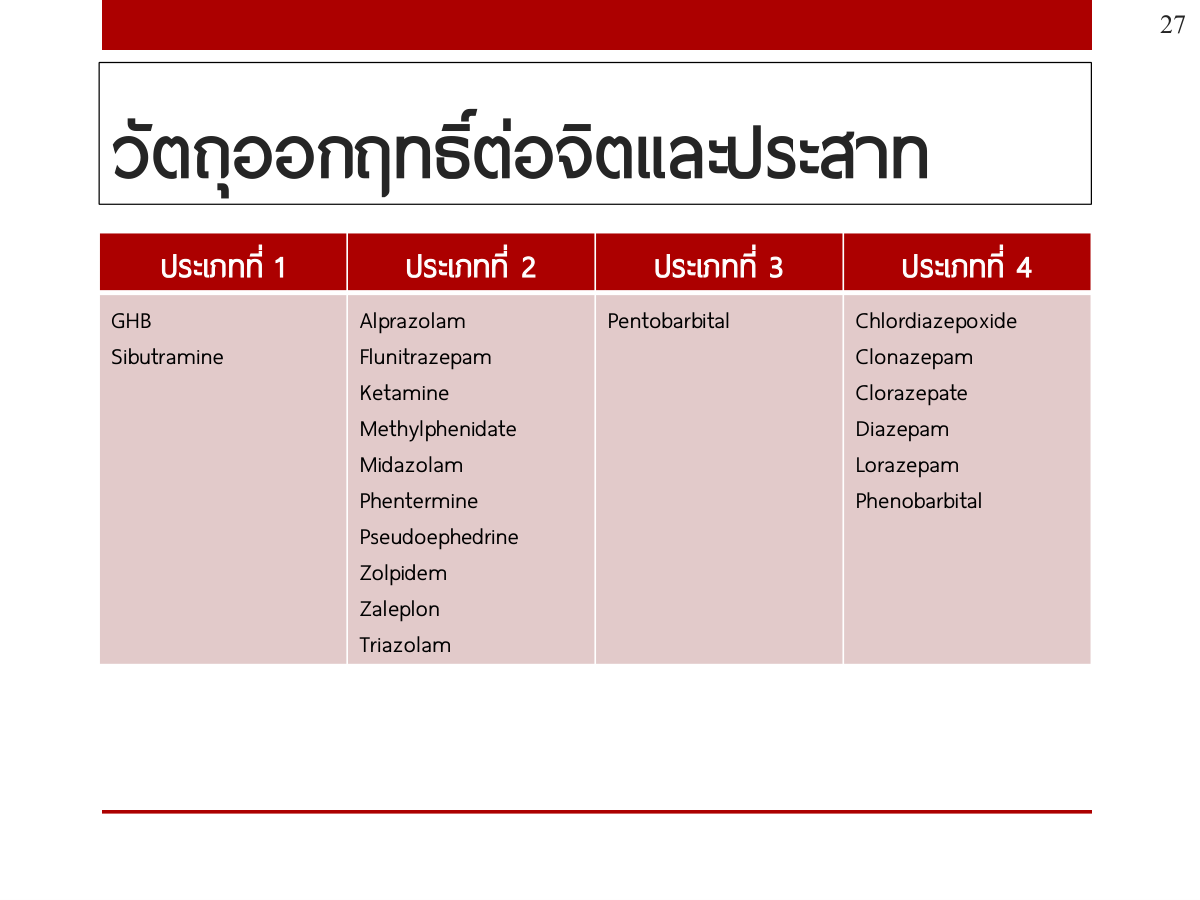 27
วัตถุออกฤทธิ์ต่อจิตและประสาท
ประเภทที่ 1
ประเภทที่ 2
ประเภทที่ 3
ประเภทที่ 4
GHB
Sibutramine
Alprazolam
Flunitrazepam
Ketamine
Methylphenidate
Midazolam
Phentermine
Pseudoephedrine
Zolpidem
Zaleplon
Triazolam
Pentobarbital
Chlordiazepoxide
Clonazepam
Clorazepate
Diazepam
Lorazepam
Phenobarbital